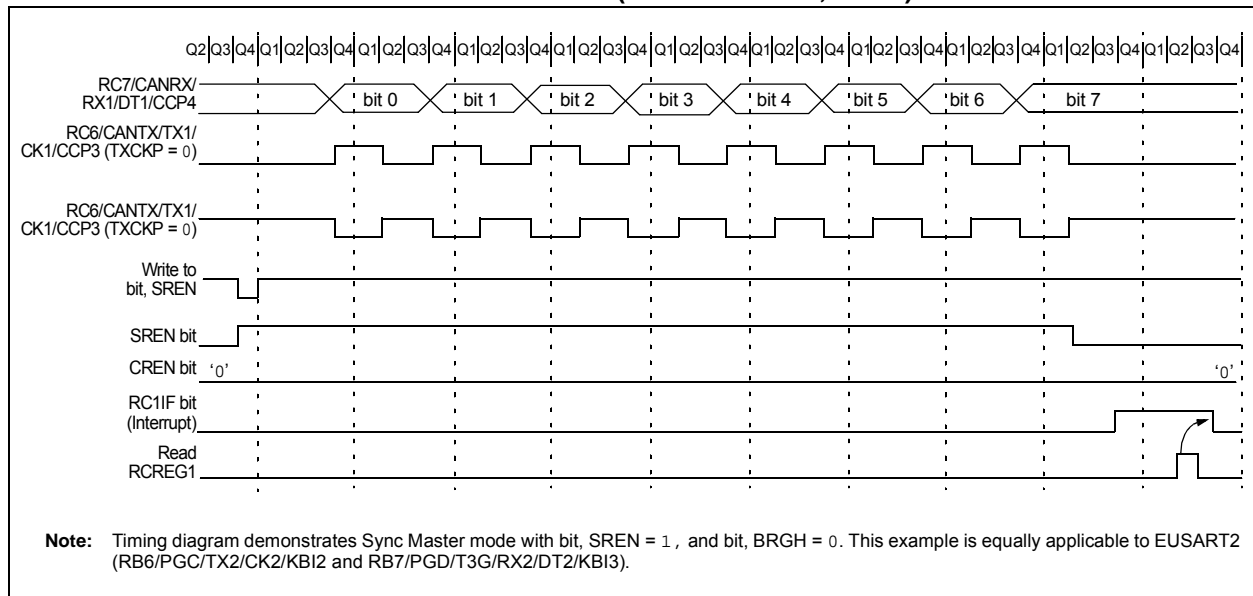 Q2 Q3 Q4 Q1 Q2 Q3 Q4 Q1 Q2 Q3 Q4 Q1 Q2 Q3 Q4 Q1 Q2 Q3 Q4 Q1 Q2 Q3 Q4 Q1 Q2 Q3 Q4 Q1 Q2 Q3 Q4 Q1 Q2 Q3 Q4 Q1 Q2 Q3 Q4 Q1 Q2 Q3 Q4
RC7/CANRX/
RX1/DT1/CCP4
bit 0 bit 1 bit 2 bit 3 bit 4 bit 5 bit 6 bit 7
RC6/CANTX/TX1/
CK1/CCP3 (TXCKP = 0)
RC6/CANTX/TX1/
CK1/CCP3 (TXCKP = 0)
Write to
bit, SREN
SREN bit
CREN bit ‘0’ ‘0’
RC1IF bit
(Interrupt)
Read
RCREG1
Note: Timing diagram demonstrates Sync Master mode with bit, SREN = 1, and bit, BRGH = 0. This example is equally applicable to EUSART2
(RB6/PGC/TX2/CK2/KBI2 and RB7/PGD/T3G/RX2/DT2/KBI3).